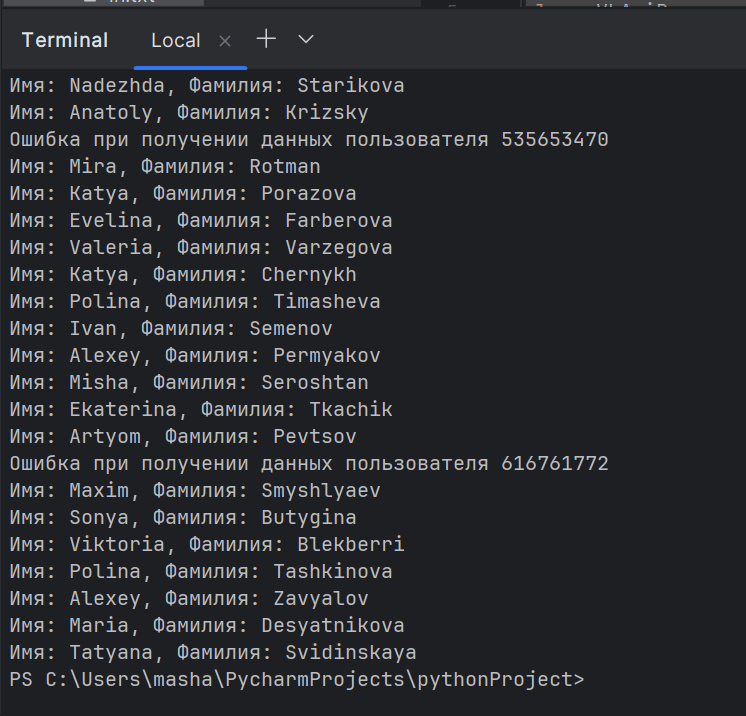 Terminal
Local
Имя: Nadezhda, Фамилия: Starikova
Имя: Anatoly, Фамилия: Krizsky
Ошибка при получении данных пользователя 535653470
Имя: Mira, Фамилия: Rotman
Имя: Katya, Фамилия: Porazova
Имя: Evelina, Фамилия: Farberova
Имя: Valeria, Фамилия: Varzegova
Имя: Katya, Фамилия: Chernykh
Имя: Polina, Фамилия: Timasheva
Имя: Ivan, Фамилия: Semenov
Имя: Alexey, Фамилия: Permyakov
Имя: Misha, Фамилия: Seroshtan
Имя: Ekaterina, Фамилия: Tkachik
Имя: Artyom, Фамилия: Pevtsov
Ошибка при получении данных пользователя 616761772
Имя: Maxim, Фамилия: Smyshlyaev
Имя: Sonya, Фамилия: Butygina
Имя: Viktoria, Фамилия: Blekberri
Имя: Polina, Фамилия: Tashkinova
Имя: Alexey, Фамилия: Zavyalov
Имя: Maria, Фамилия: Desyatnikova
Имя: Tatyana, Фамилия: Svidinskaya
PS C:\Users\masha\PycharmProjects\pythonProject>